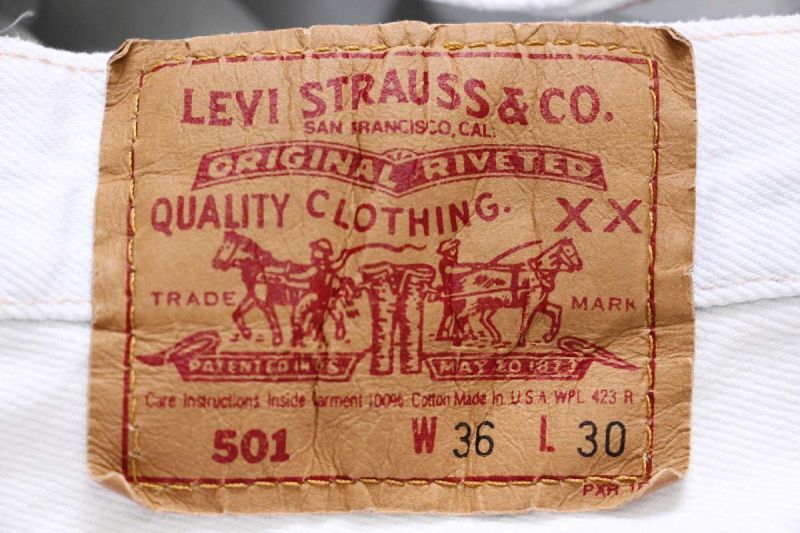 LEVI STRAUSS & CO.
SAN FRANCISCO, CAL.
ORIGINAL RIVETED
QUALITY CLOTHING. XX
TRADE MARK
PATENTED IN U.S. MAY 20 1873
Care Instructions Inside Garment 100% Cotton Made In U.S.A. WPL 423 R
501 W 36 L 30
PXR